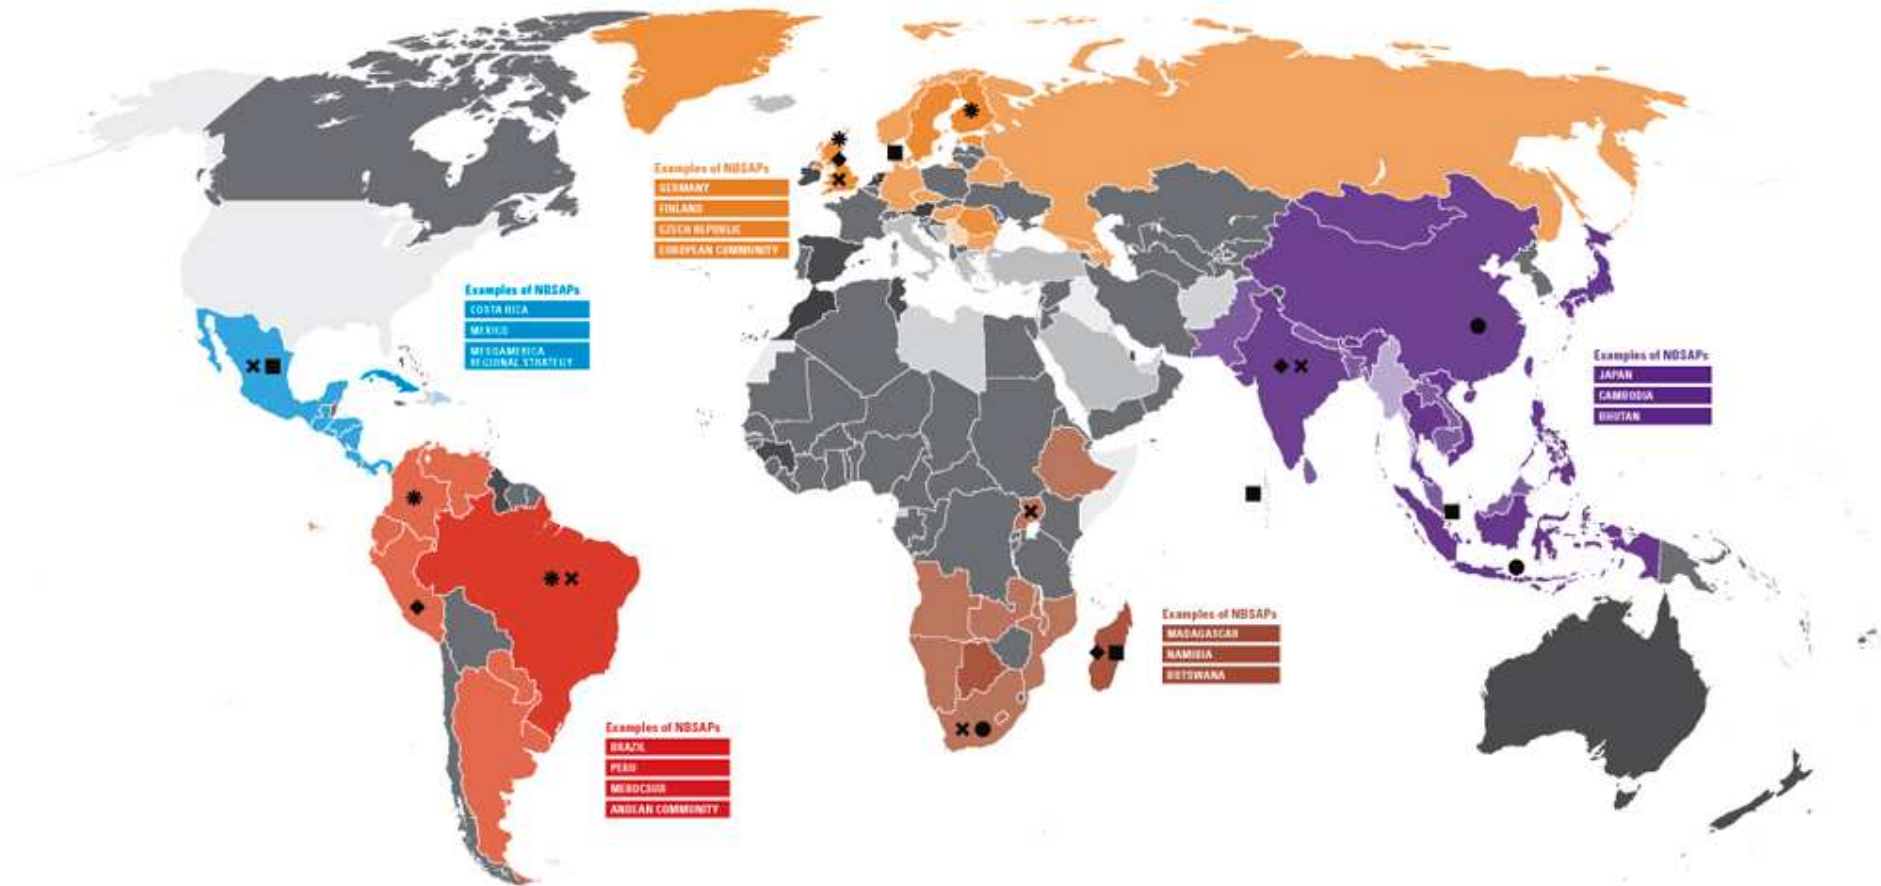 Examples of NBSAPs
GERMANY
FINLAND
CZECH REPUBLIC
EUROPEAN COMMUNITY
Examples of NBSAPs
COSTA RICA
MEXICO
MESOAMERICA
REGIONAL STRATEGY
Examples of NBSAPs
JAPAN
CAMBODIA
BHUTAN
Examples of NBSAPs
MADAGASCAR
NAMIBIA
BOTSWANA
Examples of NBSAPs
BRAZIL
PERU
MEROCSUR
ANDEAN COMMUNITY